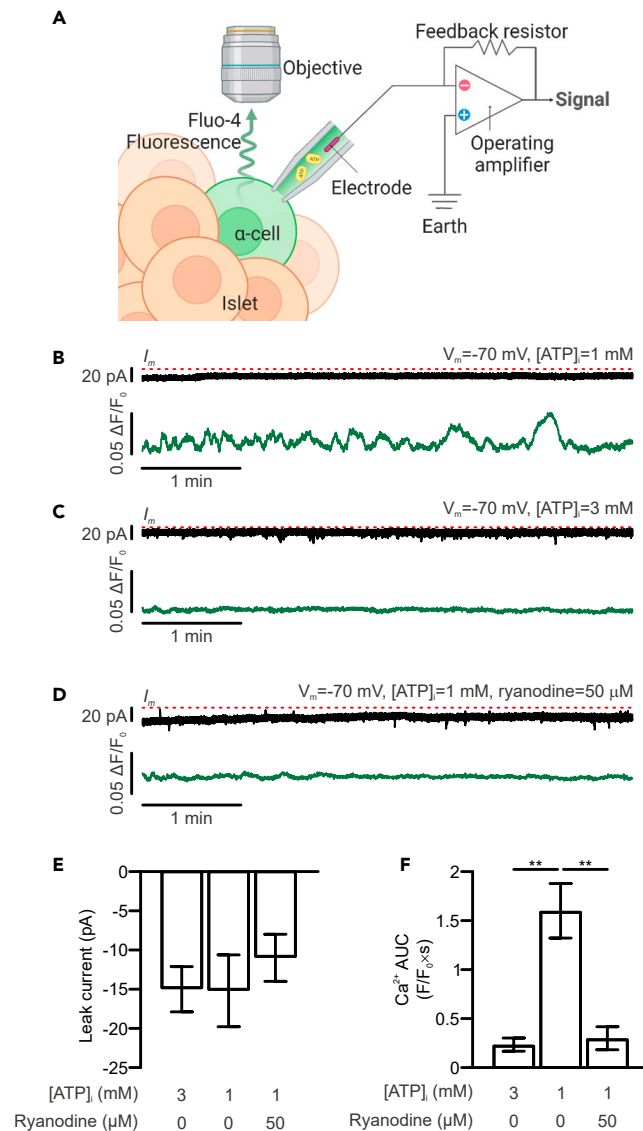 A
Feedback resistor
Objective
Signal
Fluo-4
Fluorescence
Operating
amplifier
ATP
ATP
Electrode
Earth
α-cell
Islet
B
Iₘ
Vₘ=-70 mV, [ATP]ᵢ=1 mM
20 pA
0.05 ΔF/F₀
1 min
C
Iₘ
Vₘ=-70 mV, [ATP]ᵢ=3 mM
20 pA
0.05 ΔF/F₀
1 min
D
Iₘ
Vₘ=-70 mV, [ATP]ᵢ=1 mM, ryanodine=50 μM
20 pA
0.05 ΔF/F₀
1 min
E
0
-5
-10
-15
-20
-25
Leak current (pA)
[ATP]ᵢ (mM) 3 1 1
Ryanodine (μM) 0 0 50
F
** **
2
1.5
1
0.5
0
Ca²⁺ AUC
(F/F₀×s)
[ATP]ᵢ (mM) 3 1 1
Ryanodine (μM) 0 0 50